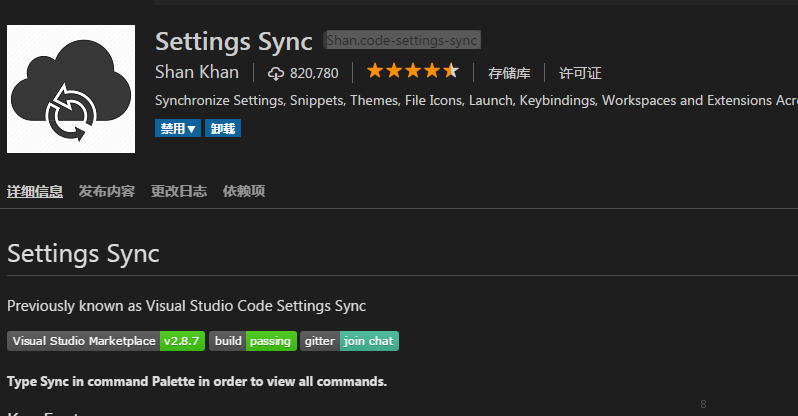 Settings Sync Shan.code-settings-sync
Shan Khan 820,780 存储库 许可证
Synchronize Settings, Snippets, Themes, File Icons, Launch, Keybindings, Workspaces and Extensions Acr
禁用▼ 卸载
详细信息 发布内容 更改日志 依赖项
Settings Sync
Previously known as Visual Studio Code Settings Sync
Visual Studio Marketplace v2.8.7 build passing gitter join chat
Type Sync in command Palette in order to view all commands.
8